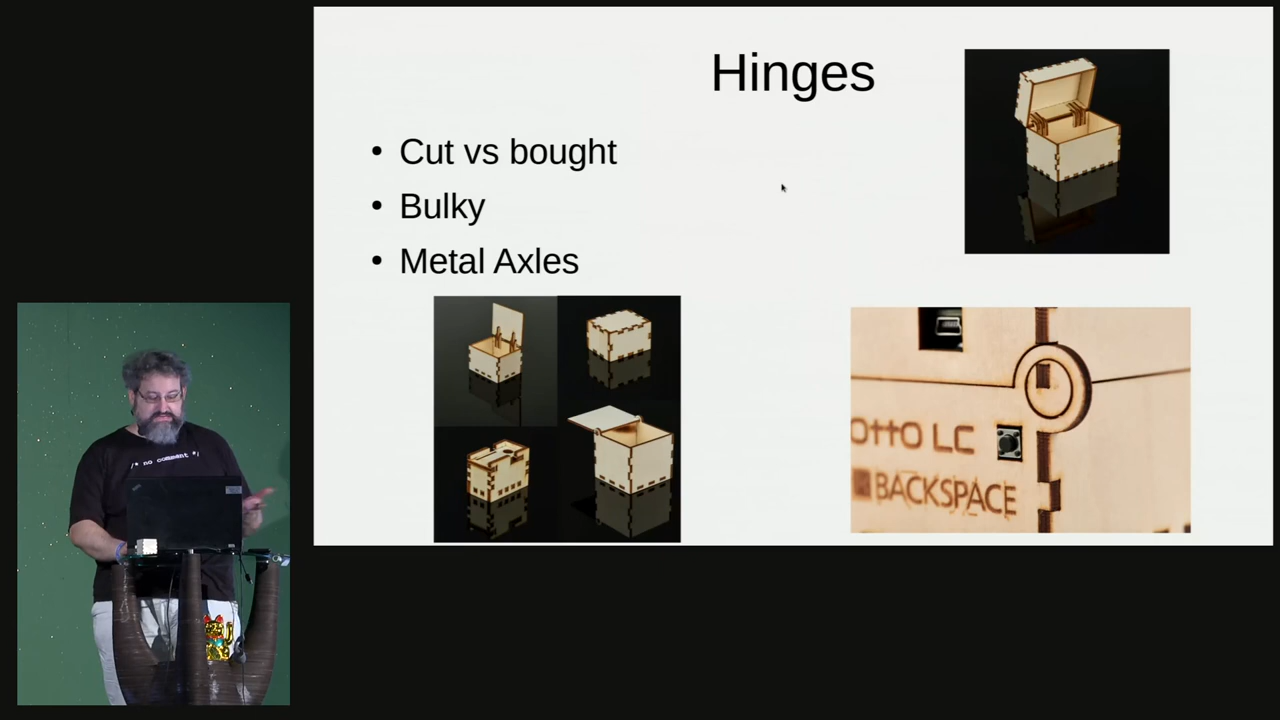 Hinges
• Cut vs bought
• Bulky
• Metal Axles
OttO LC
BACKSPACE
/* no comment */